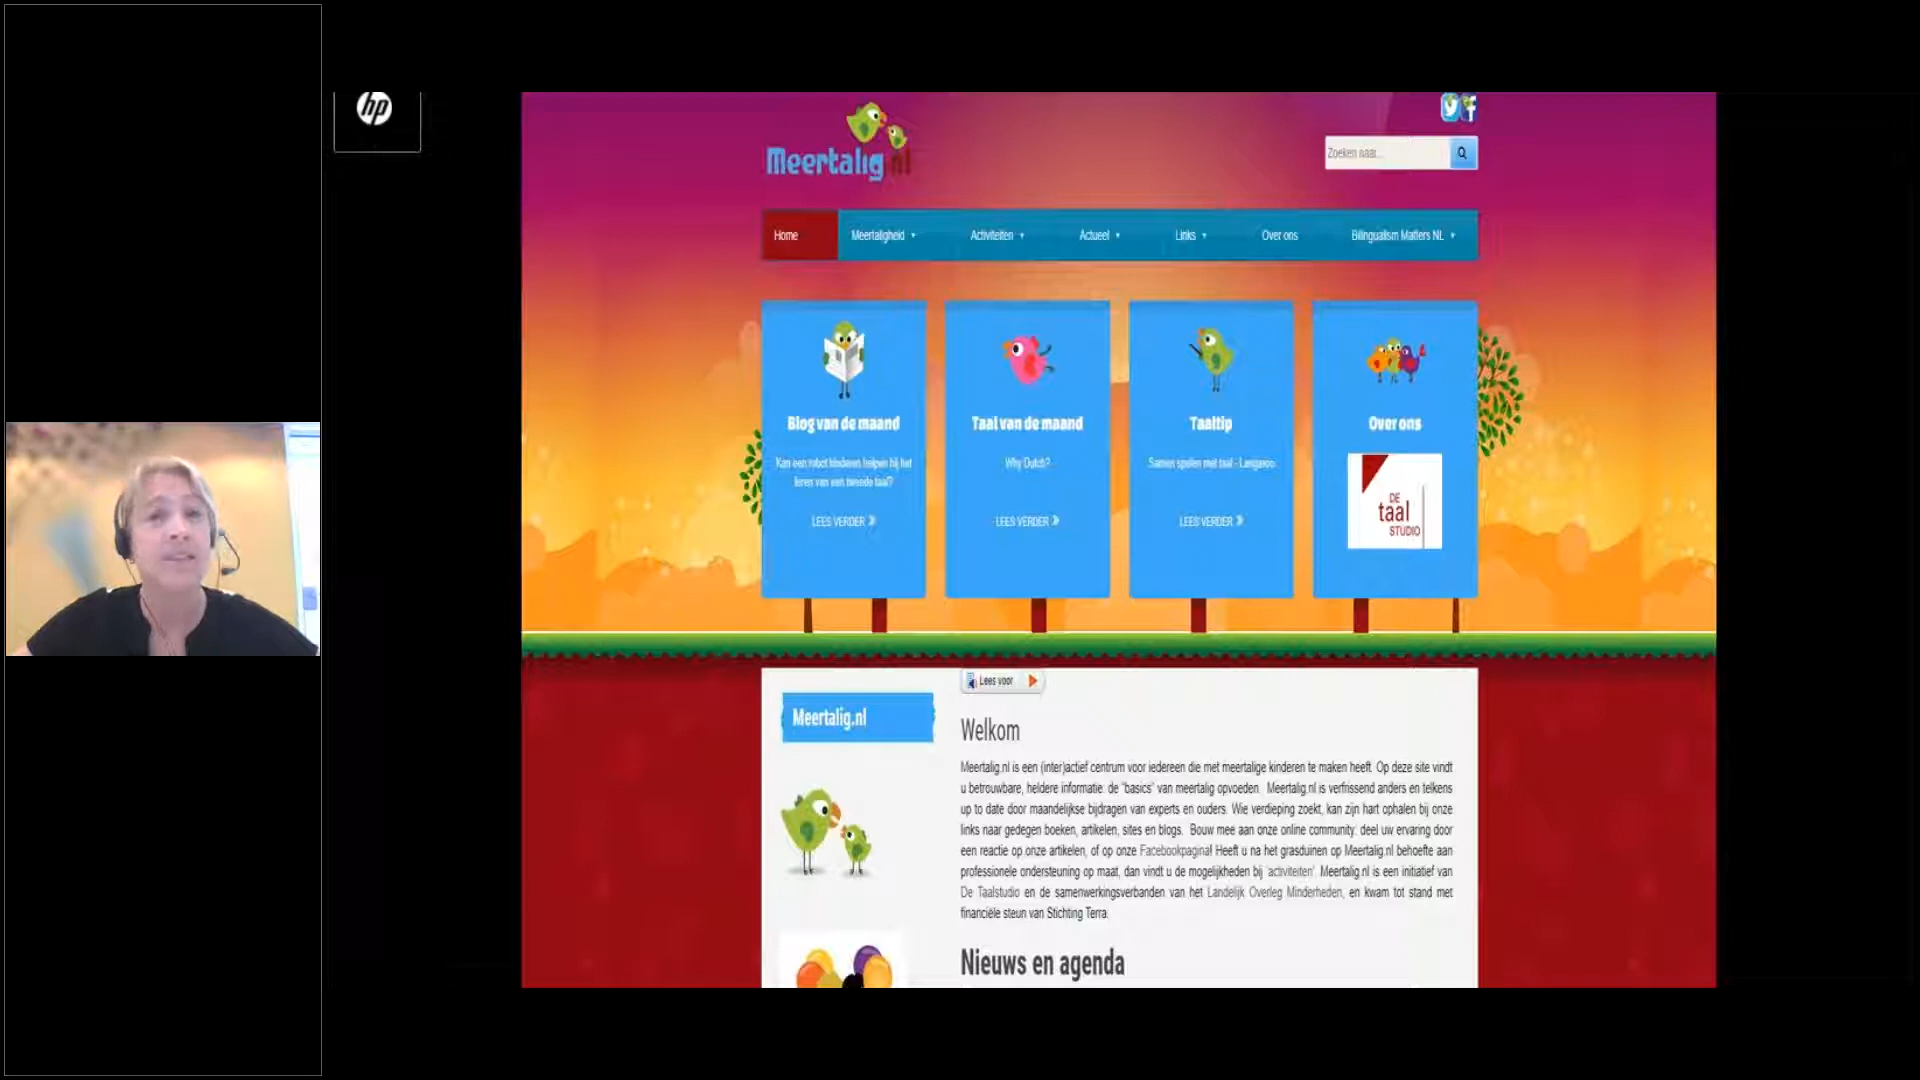 hp
Meertalig.nl
Zoeken naar...
Home
Meertaligheid
Activiteiten
Actueel
Links
Over ons
Bilingualism Matters NL
Blog van de maand
Kan een robot kinderen helpen bij het
leren van een tweede taal?
LEES VERDER
Taal van de maand
Why Dutch?
LEES VERDER
Taaltip
Samen spelen met taal - Langaroo
LEES VERDER
Over ons
DE
taal
STUDIO
Lees voor
Meertalig.nl
Welkom
Meertalig.nl is een (inter)actief centrum voor iedereen die met meertalige kinderen te maken heeft. Op deze site vindt
u betrouwbare, heldere informatie: de "basics" van meertalig opvoeden. Meertalig.nl is verfrissend anders en telkens
up to date door maandelijkse bijdragen van experts en ouders. Wie verdieping zoekt, kan zijn hart ophalen bij onze
links naar gedegen boeken, artikelen, sites en blogs. Bouw mee aan onze online community: deel uw ervaring door
een reactie op onze artikelen, of op onze Facebookpagina! Heeft u na het grasduinen op Meertalig.nl behoefte aan
professionele ondersteuning op maat, dan vindt u de mogelijkheden bij 'activiteiten'. Meertalig.nl is een initiatief van
De Taalstudio en de samenwerkingsverbanden van het Landelijk Overleg Minderheden, en kwam tot stand met
financiële steun van Stichting Terra.
Nieuws en agenda